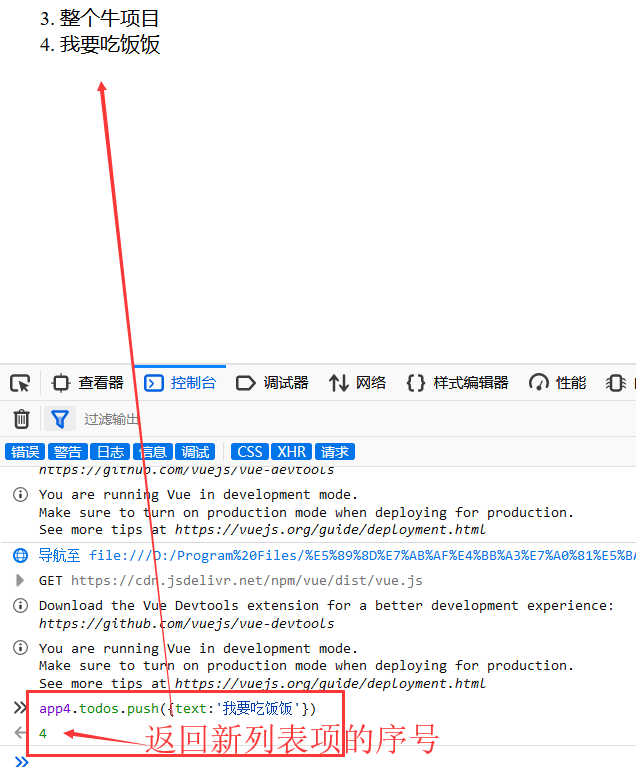 3. 整个牛项目
4. 我要吃饭饭
查看器 控制台 调试器 网络 样式编辑器 性能
过滤输出
错误 警告 日志 信息 调试 CSS XHR 请求
https://github.com/vuejs/vue-devtools
You are running Vue in development mode.
Make sure to turn on production mode when deploying for production.
See more tips at https://vuejs.org/guide/deployment.html
导航至 file:///D:/Program%20Files/%E5%89%8D%E7%AB%AF%E4%BB%A3%E7%A0%81%E5%BA
GET https://cdn.jsdelivr.net/npm/vue/dist/vue.js
Download the Vue Devtools extension for a better development experience:
https://github.com/vuejs/vue-devtools
You are running Vue in development mode.
Make sure to turn on production mode when deploying for production.
See more tips at https://vuejs.org/guide/deployment.html
app4.todos.push({text:'我要吃饭饭'})
4
返回新列表项的序号